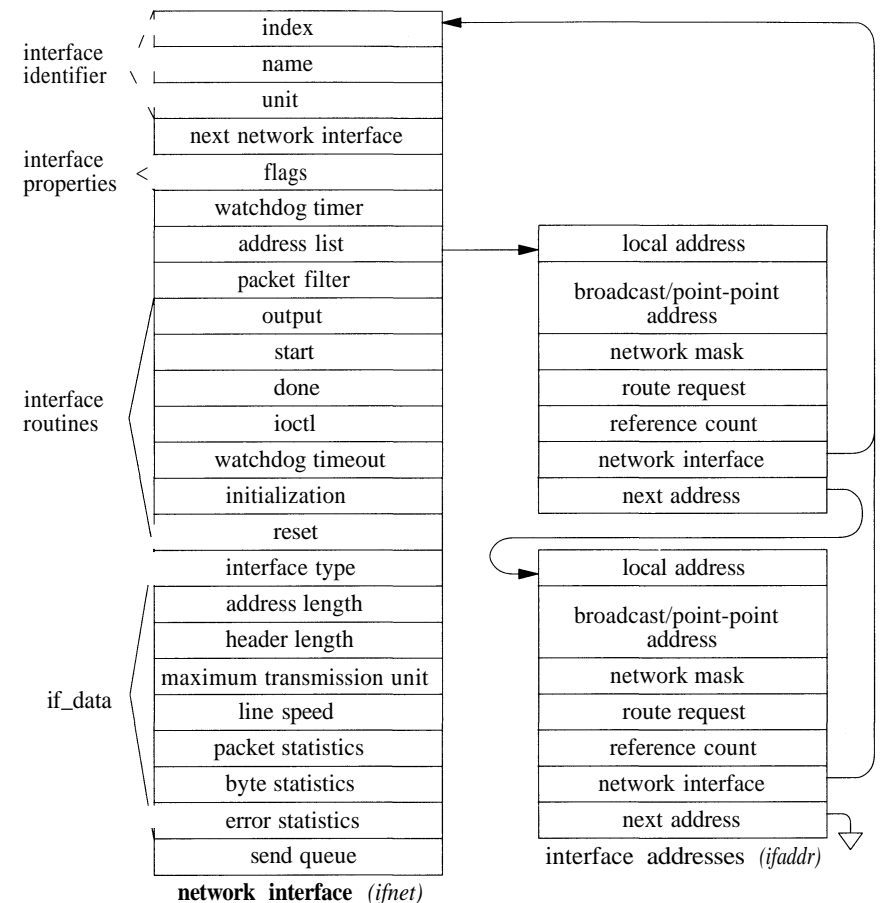 interface
identifier
index
name
unit
next network interface
interface
properties
flags
watchdog timer
address list
packet filter
interface
routines
output
start
done
ioctl
watchdog timeout
initialization
reset
interface type
if_data
address length
header length
maximum transmission unit
line speed
packet statistics
byte statistics
error statistics
send queue
network interface (ifnet)
local address
broadcast/point-point
address
network mask
route request
reference count
network interface
next address
local address
broadcast/point-point
address
network mask
route request
reference count
network interface
next address
interface addresses (ifaddr)